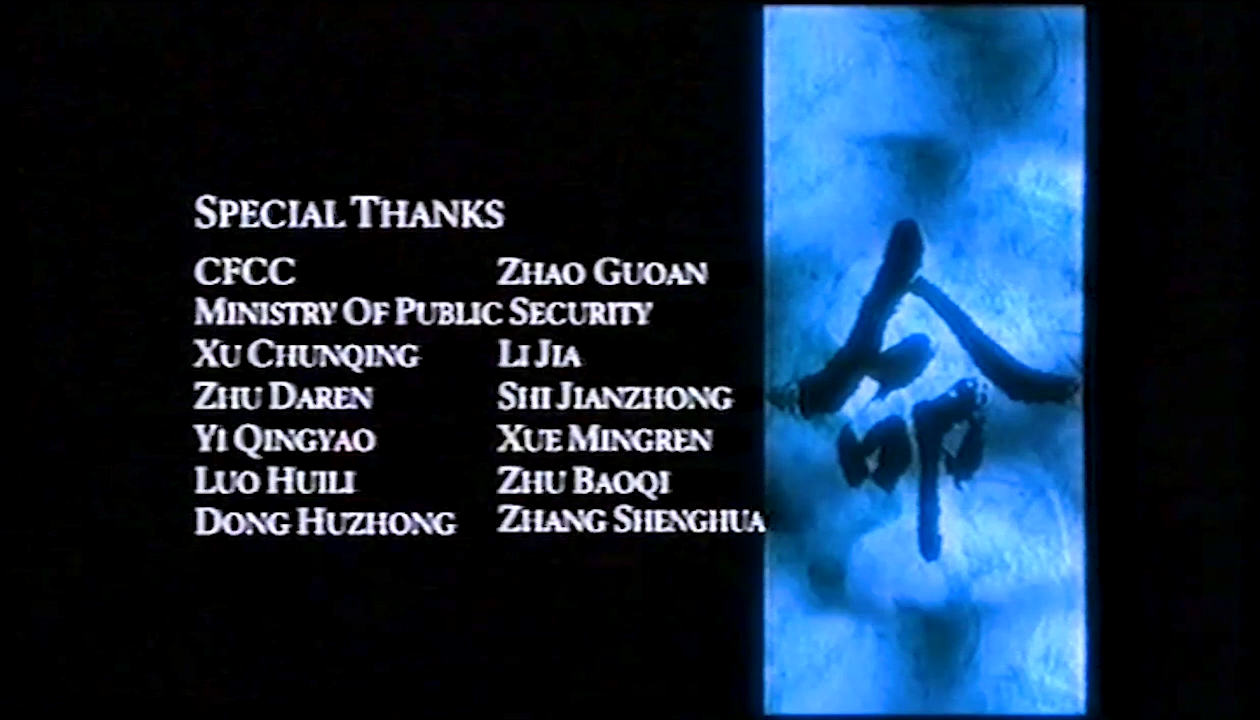 SPECIAL THANKS
CFCC ZHAO GUOAN
MINISTRY OF PUBLIC SECURITY
XU CHUNQING LI JIA
ZHU DAREN SHI JIANZHONG
YI QINGYAO XUE MINGREN
LUO HUILI ZHU BAOQI
DONG HUZHONG ZHANG SHENGHUA
命